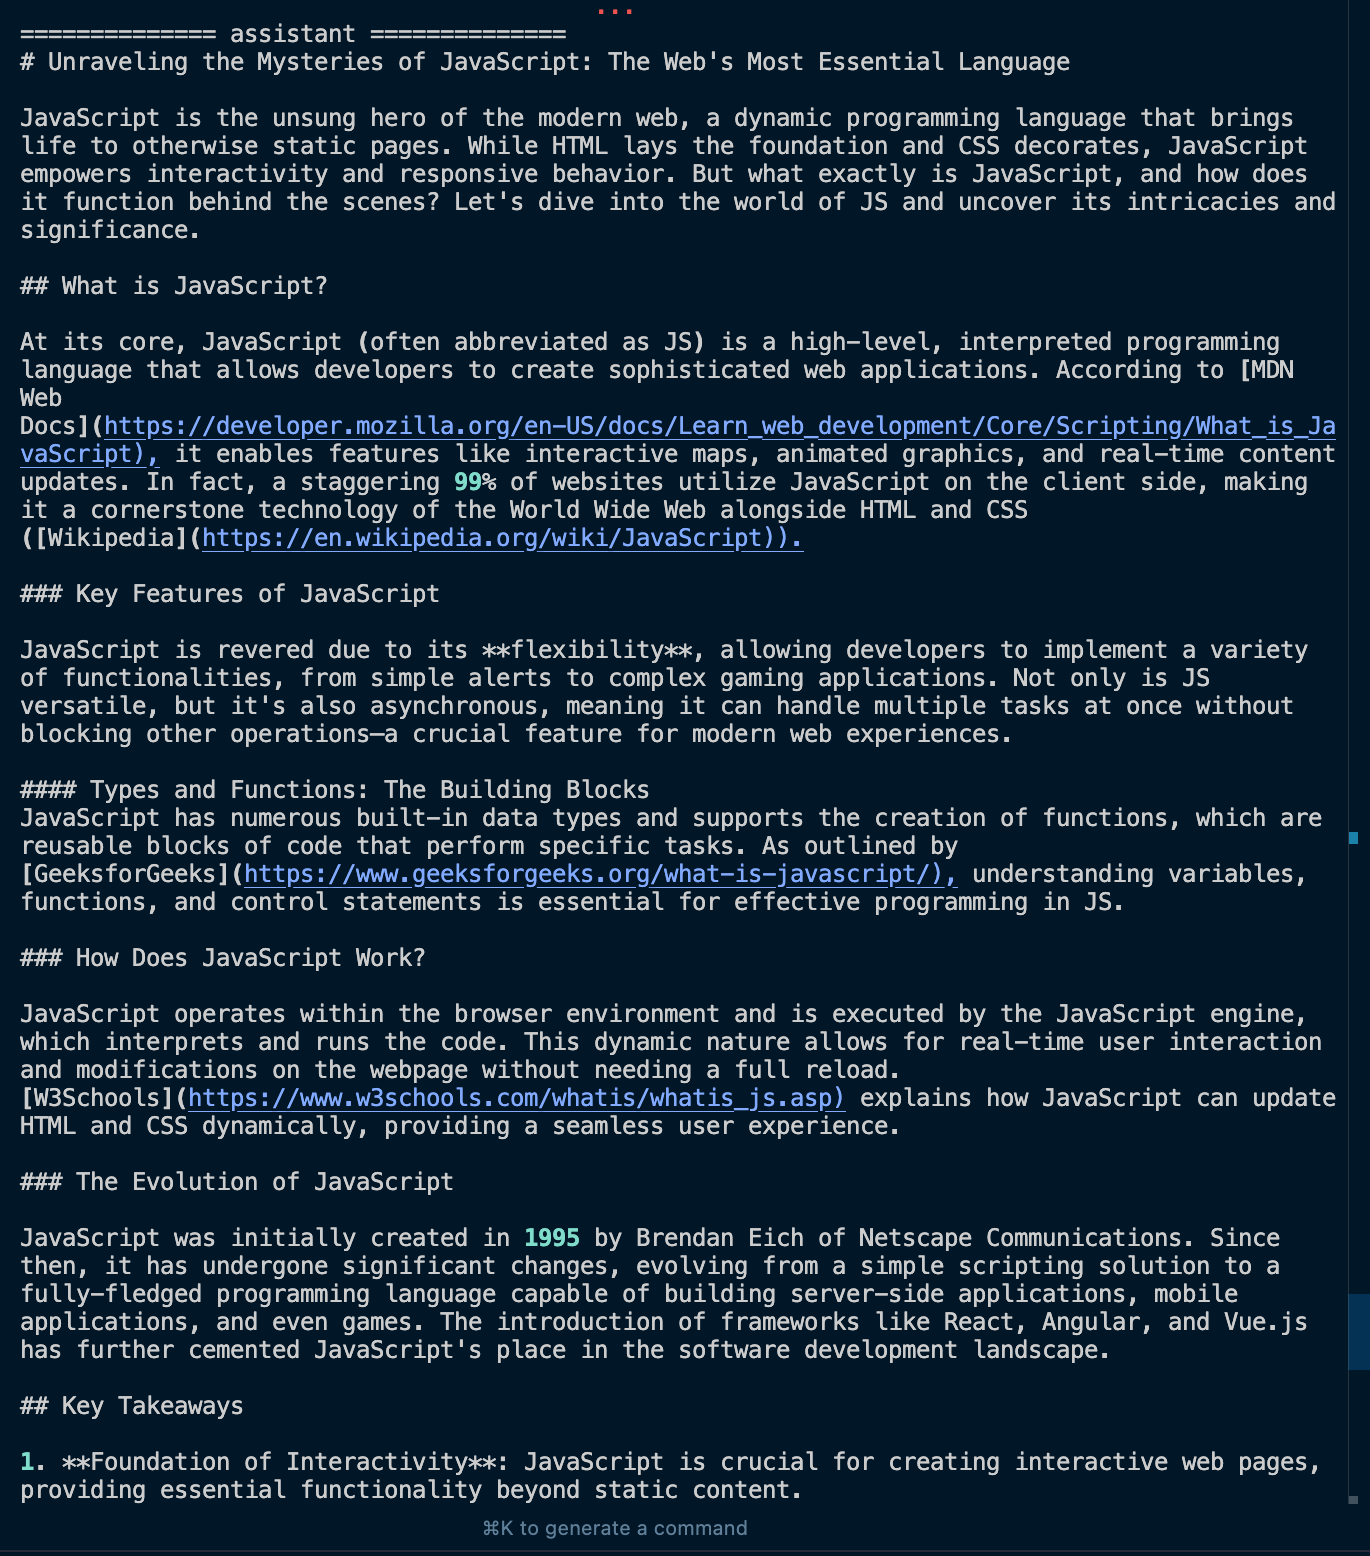 ...
============== assistant ==============
# Unraveling the Mysteries of JavaScript: The Web's Most Essential Language
JavaScript is the unsung hero of the modern web, a dynamic programming language that brings
life to otherwise static pages. While HTML lays the foundation and CSS decorates, JavaScript
empowers interactivity and responsive behavior. But what exactly is JavaScript, and how does
it function behind the scenes? Let's dive into the world of JS and uncover its intricacies and
significance.
## What is JavaScript?
At its core, JavaScript (often abbreviated as JS) is a high-level, interpreted programming
language that allows developers to create sophisticated web applications. According to [MDN
Web
Docs](https://developer.mozilla.org/en-US/docs/Learn_web_development/Core/Scripting/What_is_Ja
vaScript), it enables features like interactive maps, animated graphics, and real-time content
updates. In fact, a staggering 99% of websites utilize JavaScript on the client side, making
it a cornerstone technology of the World Wide Web alongside HTML and CSS
([Wikipedia](https://en.wikipedia.org/wiki/JavaScript)).
### Key Features of JavaScript
JavaScript is revered due to its **flexibility**, allowing developers to implement a variety
of functionalities, from simple alerts to complex gaming applications. Not only is JS
versatile, but it's also asynchronous, meaning it can handle multiple tasks at once without
blocking other operations—a crucial feature for modern web experiences.
#### Types and Functions: The Building Blocks
JavaScript has numerous built-in data types and supports the creation of functions, which are
reusable blocks of code that perform specific tasks. As outlined by
[GeeksforGeeks](https://www.geeksforgeeks.org/what-is-javascript/), understanding variables,
functions, and control statements is essential for effective programming in JS.
### How Does JavaScript Work?
JavaScript operates within the browser environment and is executed by the JavaScript engine,
which interprets and runs the code. This dynamic nature allows for real-time user interaction
and modifications on the webpage without needing a full reload.
[W3Schools](https://www.w3schools.com/whatis/whatis_js.asp) explains how JavaScript can update
HTML and CSS dynamically, providing a seamless user experience.
### The Evolution of JavaScript
JavaScript was initially created in 1995 by Brendan Eich of Netscape Communications. Since
then, it has undergone significant changes, evolving from a simple scripting solution to a
fully-fledged programming language capable of building server-side applications, mobile
applications, and even games. The introduction of frameworks like React, Angular, and Vue.js
has further cemented JavaScript's place in the software development landscape.
## Key Takeaways
1. **Foundation of Interactivity**: JavaScript is crucial for creating interactive web pages,
providing essential functionality beyond static content.
⌘K to generate a command